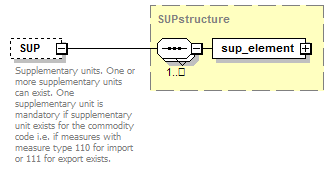 SUPstructure
SUP
sup_element
1..□
Supplementary units. One or
more supplementary units
can exist. One
supplementary unit is
mandatory if supplementary
unit exists for the commodity
code i.e. if measures with
measure type 110 for import
or 111 for export exists.